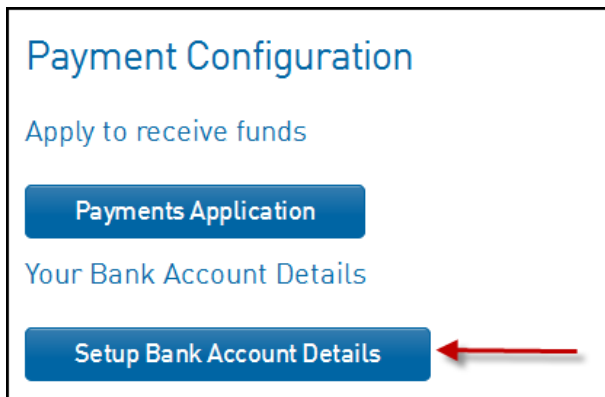 Payment Configuration
Apply to receive funds
Payments Application
Your Bank Account Details
Setup Bank Account Details